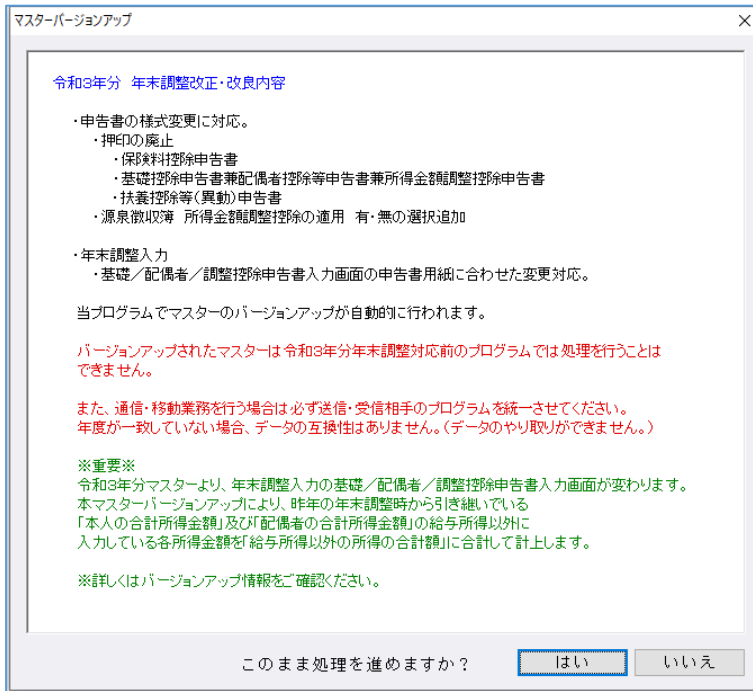 マスターバージョンアップ
令和3年分 年末調整改正・改良内容
・申告書の様式変更に対応。
・押印の廃止
・保険料控除申告書
・基礎控除申告書兼配偶者控除等申告書兼所得金額調整控除申告書
・扶養控除等(異動)申告書
・源泉徴収簿 所得金額調整控除の適用 有・無の選択追加
・年末調整入力
・基礎/配偶者/調整控除申告書入力画面の申告書用紙に合わせた変更対応。
当プログラムでマスターのバージョンアップが自動的に行われます。
バージョンアップされたマスターは令和3年分年末調整対応前のプログラムでは処理を行うことは
できません。
また、通信・移動業務を行う場合は必ず送信・受信相手のプログラムを統一させてください。
年度が一致していない場合、データの互換性はありません。(データのやり取りができません。)
※重要※
令和3年分マスターより、年末調整入力の基礎/配偶者/調整控除申告書入力画面が変わります。
本マスターバージョンアップにより、昨年の年末調整時から引き継いでいる
「本人の合計所得金額」及び「配偶者の合計所得金額」の給与所得以外に
入力している各所得金額を「給与所得以外の所得の合計額」に合計して計上します。
※詳しくはバージョンアップ情報をご確認ください。
このまま処理を進めますか? はい いいえ